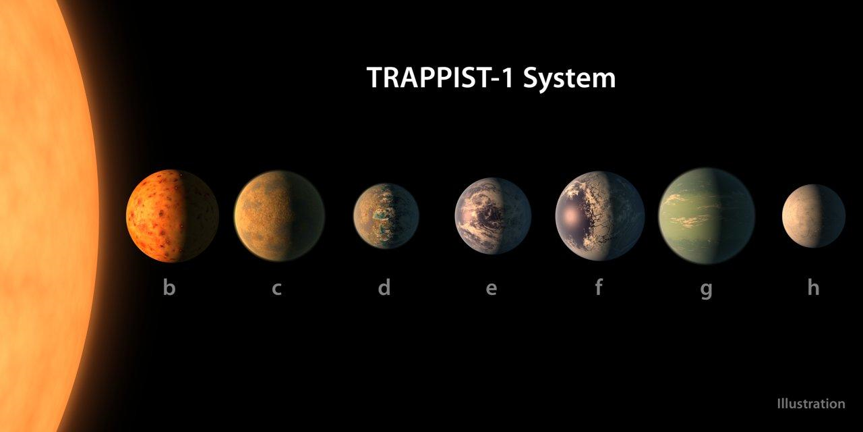 TRAPPIST-1 System
b c d e f g h
Illustration